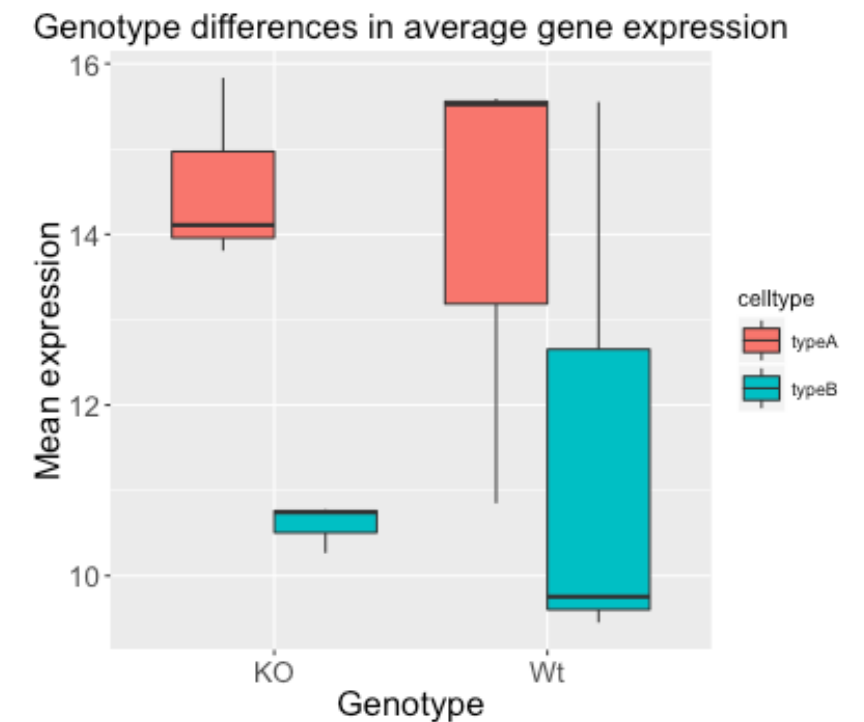 Genotype differences in average gene expression
16
14
12
10
Mean expression
KO
Wt
Genotype
celltype
typeA
typeB